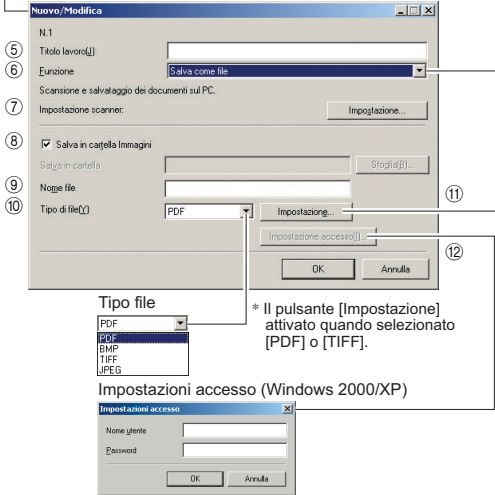 Nuovo/Modifica
N.1
⑤ Titolo lavoro(J)
⑥ Funzione Salva come file
Scansione e salvataggio dei documenti sul PC.
⑦ Impostazione scanner: Impostazione...
⑧ Salva in cartella Immagini
Salva in cartella Sfoglia(B)...
⑨ Nome file
⑩ Tipo di file(Y) PDF Impostazione... ⑪
Impostazione accesso(I)... ⑫
OK Annulla
Tipo file
PDF
PDF
BMP
TIFF
JPEG
* Il pulsante [Impostazione]
attivato quando selezionato
[PDF] o [TIFF].
Impostazioni accesso (Windows 2000/XP)
Impostazioni accesso
Nome utente
Password
OK Annulla